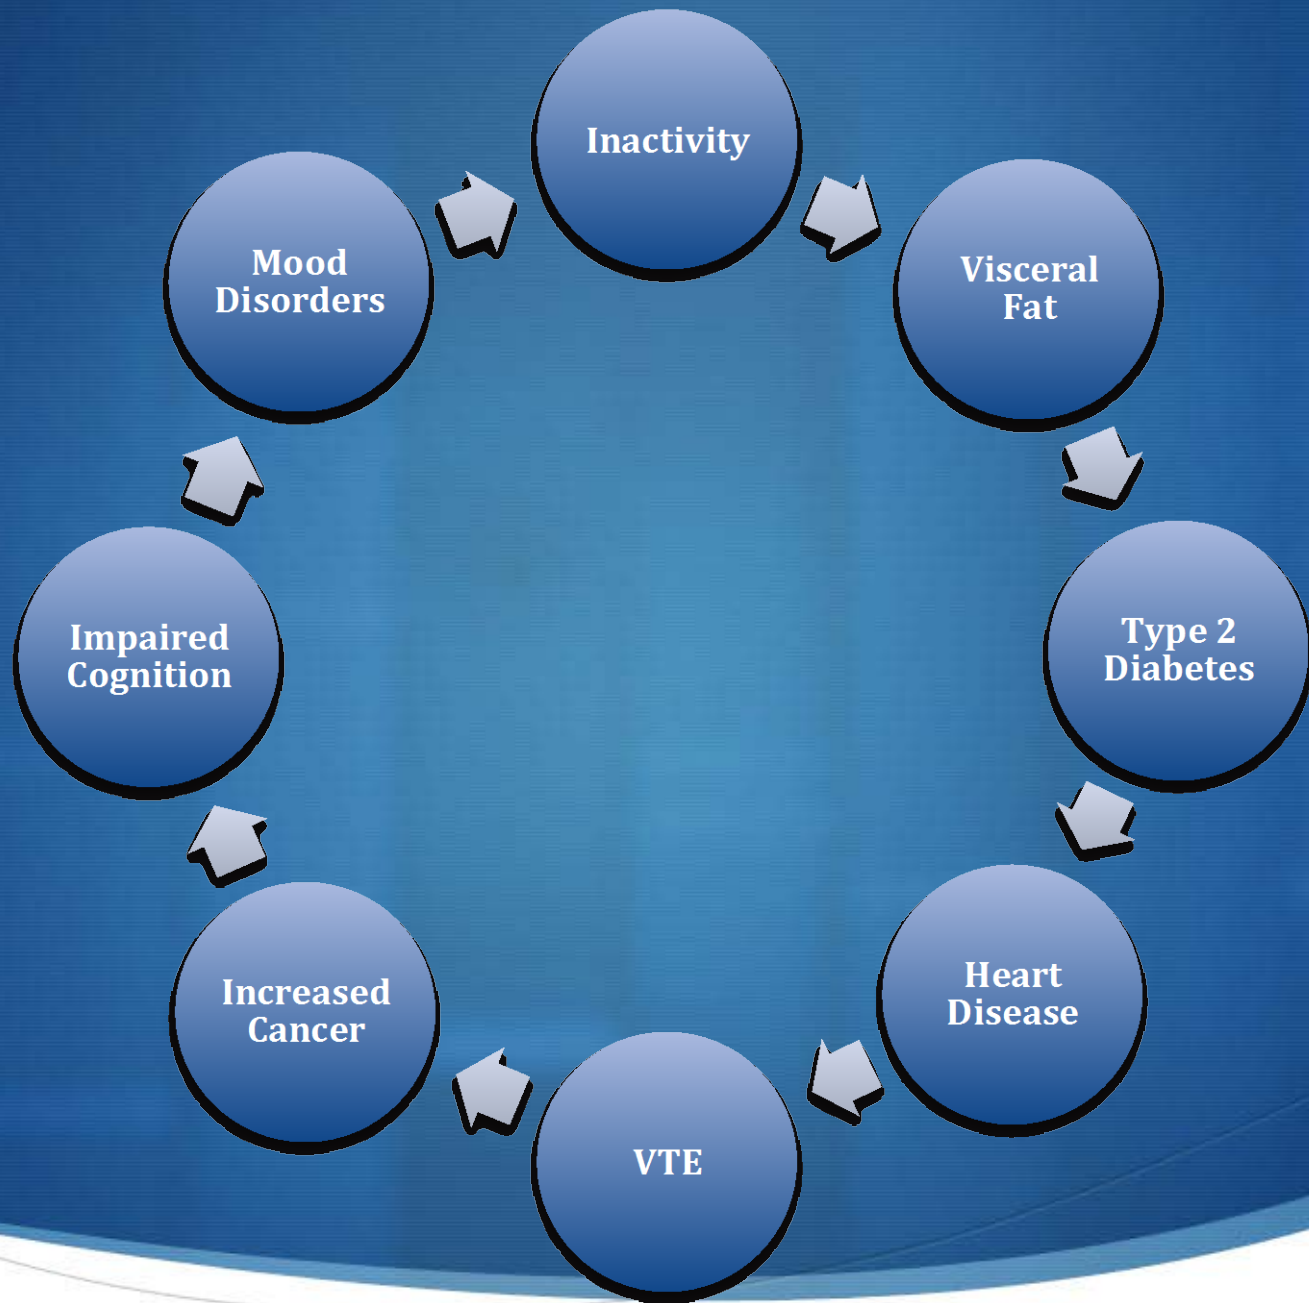 Inactivity
Visceral
Fat
Type 2
Diabetes
Heart
Disease
VTE
Increased
Cancer
Impaired
Cognition
Mood
Disorders